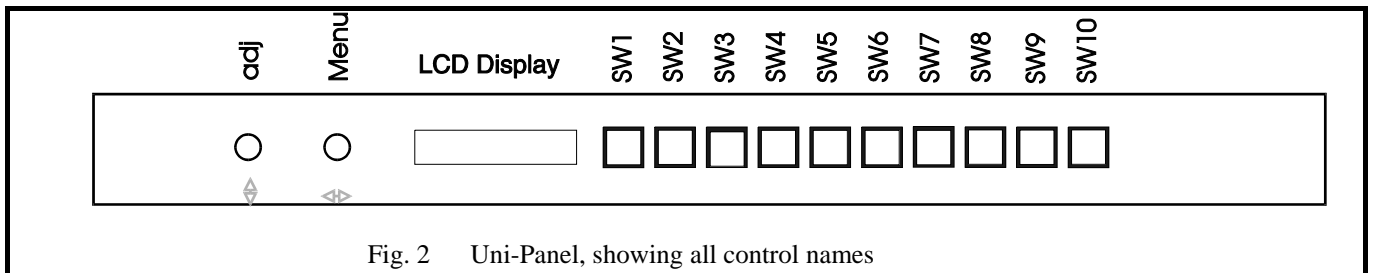 adj
Menu
LCD Display
SW1
SW2
SW3
SW4
SW5
SW6
SW7
SW8
SW9
SW10
Fig. 2 Uni-Panel, showing all control names